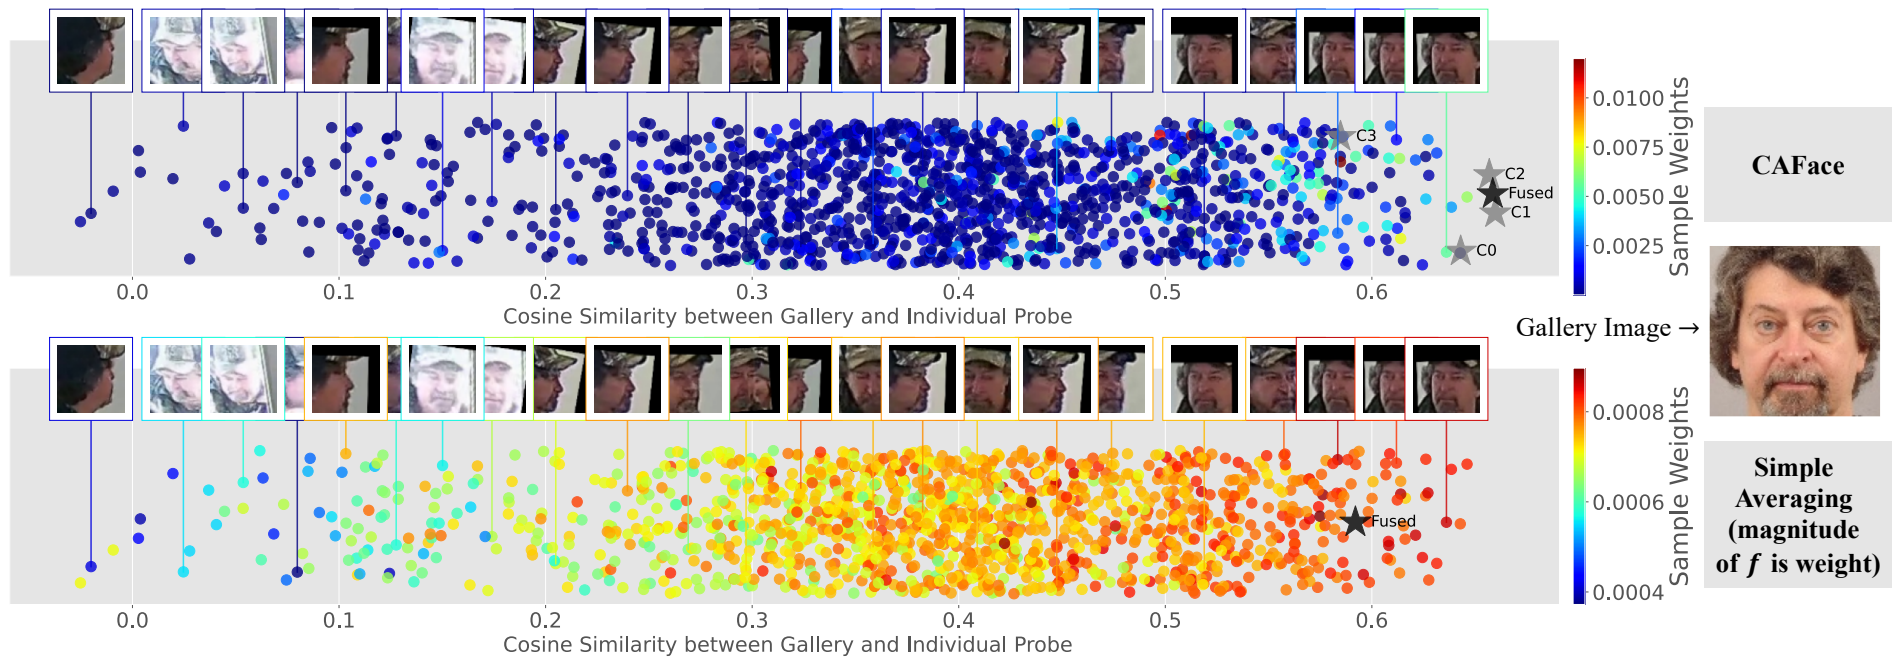 C3
C2
Fused
C1
C0
0.0 0.1 0.2 0.3 0.4 0.5 0.6
Cosine Similarity between Gallery and Individual Probe
0.0100
0.0075
0.0050
0.0025
Sample Weights
CAFace
Gallery Image →
Fused
0.0 0.1 0.2 0.3 0.4 0.5 0.6
Cosine Similarity between Gallery and Individual Probe
0.0008
0.0006
0.0004
Sample Weights
Simple
Averaging
(magnitude
of f is weight)